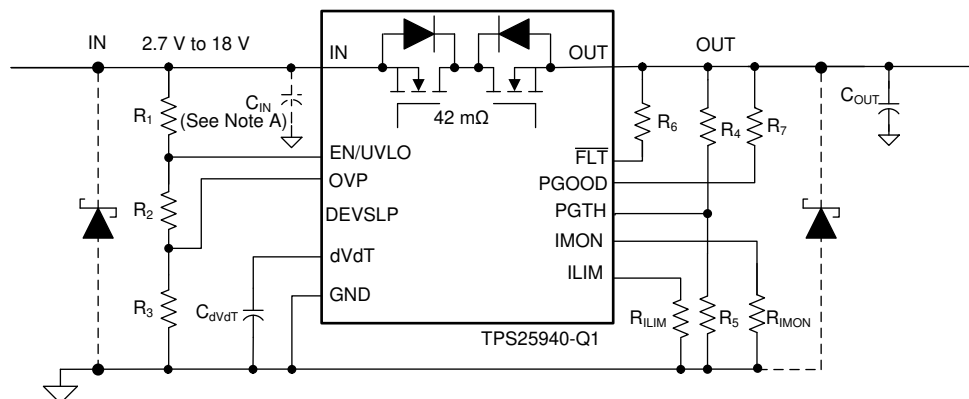 IN
2.7 V to 18 V
IN
OUT
OUT
42 mΩ
R1
CIN
(See Note A)
EN/UVLO
OVP
R2
DEVSLP
dVdT
GND
R3
CdVdT
FLT
PGOOD
PGTH
IMON
ILIM
R6
R4
R7
COUT
RILIM
R5
RIMON
TPS25940-Q1